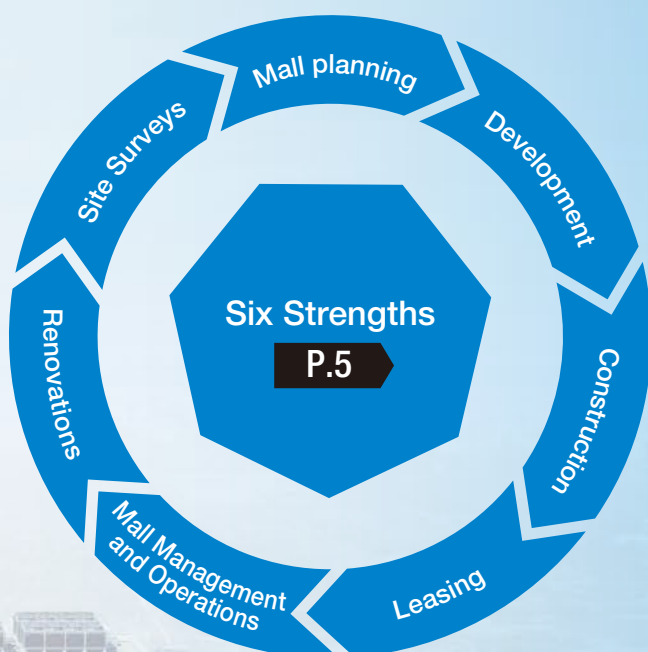 Mall planning
Development
Construction
Leasing
Mall Management
and Operations
Renovations
Site Surveys
Six Strengths
P.5